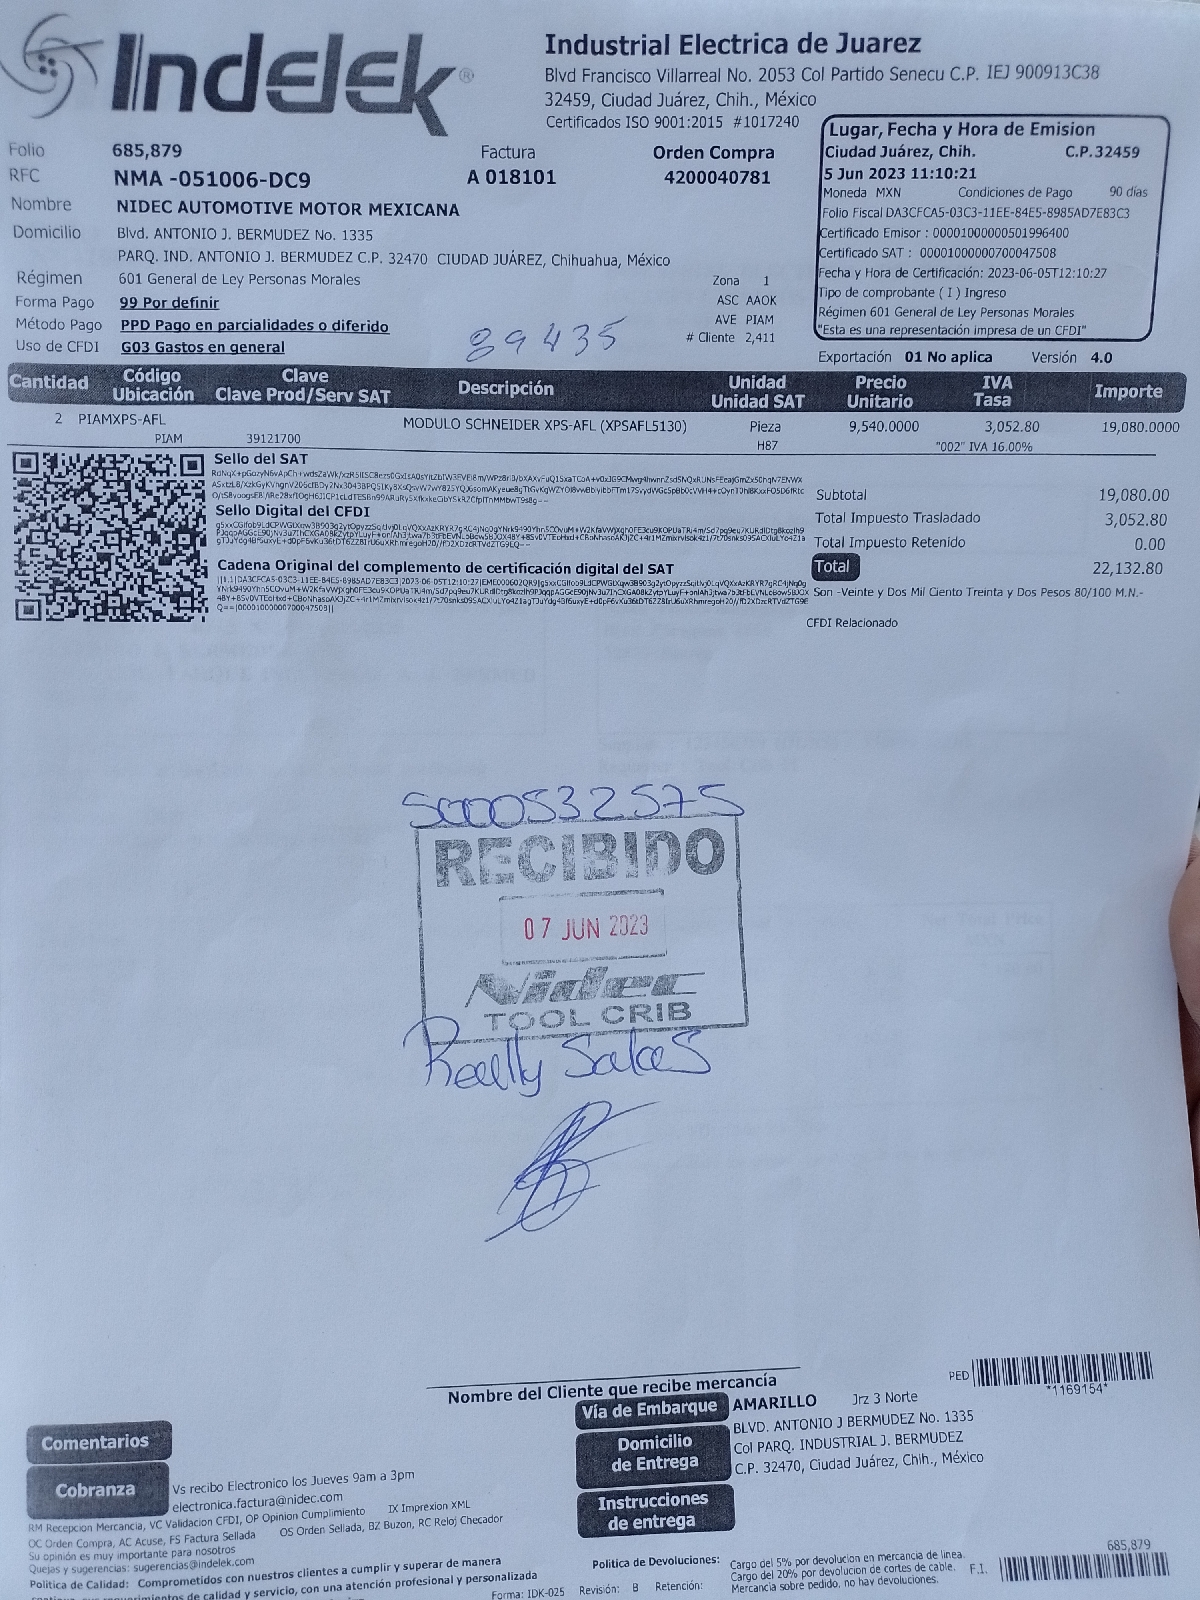 Indelek®
Industrial Electrica de Juarez
Blvd Francisco Villarreal No. 2053 Col Partido Senecu C.P. IEJ 900913C38
32459, Ciudad Juárez, Chih., México
Certificados ISO 9001:2015 #1017240
Folio 685,879 Factura Orden Compra
RFC NMA -051006-DC9 A 018101 4200040781
Nombre NIDEC AUTOMOTIVE MOTOR MEXICANA
Domicilio Blvd. ANTONIO J. BERMUDEZ No. 1335
PARQ. IND. ANTONIO J. BERMUDEZ C.P. 32470 CIUDAD JUÁREZ, Chihuahua, México
Régimen 601 General de Ley Personas Morales
Forma Pago 99 Por definir
Método Pago PPD Pago en parcialidades o diferido
Uso de CFDI G03 Gastos en general
89435
Zona 1
ASC AAOK
AVE PIAM
# Cliente 2,411
Lugar, Fecha y Hora de Emision
Ciudad Juárez, Chih. C.P.32459
5 Jun 2023 11:10:21
Moneda MXN Condiciones de Pago 90 días
Folio Fiscal DA3CFCA5-03C3-11EE-84E5-8985AD7E83C3
Certificado Emisor : 00001000000501996400
Certificado SAT : 00001000000700047508
Fecha y Hora de Certificación: 2023-06-05T12:10:27
Tipo de comprobante ( I ) Ingreso
Régimen 601 General de Ley Personas Morales
"Esta es una representación impresa de un CFDI"
Exportación 01 No aplica Versión 4.0
Cantidad Código Ubicación Clave Clave Prod/Serv SAT Descripción Unidad Unidad SAT Precio Unitario IVA Tasa Importe
2 PIAMXPS-AFL MODULO SCHNEIDER XPS-AFL (XPSAFL5130) Pieza 9,540.0000 3,052.80 19,080.0000
PIAM 39121700 H87 "002" IVA 16.00%
Sello del SAT
Sello Digital del CFDI
Cadena Original del complemento de certificación digital del SAT
Subtotal 19,080.00
Total Impuesto Trasladado 3,052.80
Total Impuesto Retenido 0.00
Total 22,132.80
Son -Veinte y Dos Mil Ciento Treinta y Dos Pesos 80/100 M.N.-
CFDI Relacionado
5000532575
RECIBIDO
07 JUN 2023
Nidec
TOOL CRIB
Nombre del Cliente que recibe mercancía
PED *1169154*
Vía de Embarque AMARILLO Jrz 3 Norte
Domicilio de Entrega BLVD. ANTONIO J BERMUDEZ No. 1335
Col PARQ. INDUSTRIAL J. BERMUDEZ
C.P. 32470, Ciudad Juárez, Chih., México
Instrucciones de entrega
Comentarios
Cobranza Vs recibo Electronico los Jueves 9am a 3pm
electronica.factura@nidec.com
RM Recepcion Mercancia, VC Validacion CFDI, OP Opinion Cumplimiento IX Imprexion XML
OC Orden Compra, AC Acuse, FS Factura Sellada OS Orden Sellada, BZ Buzon, RC Reloj Checador
Su opinión es muy importante para nosotros
Quejas y sugerencias: sugerencias@indelek.com
Politica de Calidad: Comprometidos con nuestros clientes a cumplir y superar de manera
de calidad y servicio, con una atención profesional y personalizada
Forma: IDK-025 Revisión: B Retención:
Politica de Devoluciones: Cargo del 5% por devolucion en mercancia de linea.
Cargo del 20% por devolucion de cortes de cable.
Mercancia sobre pedido, no hay devoluciones.
F.1. 685,879